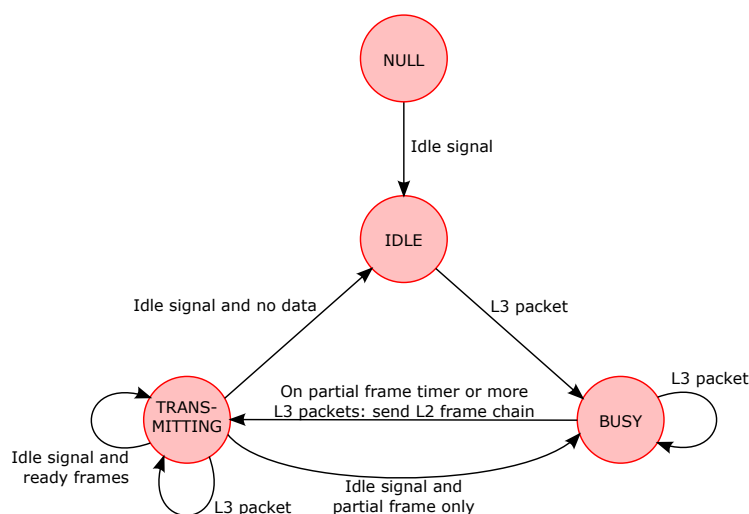 NULL
Idle signal
IDLE
Idle signal and no data
L3 packet
L3 packet
On partial frame timer or more
L3 packets: send L2 frame chain
TRANS-
MITTING
BUSY
Idle signal and
ready frames
L3 packet
Idle signal and
partial frame only